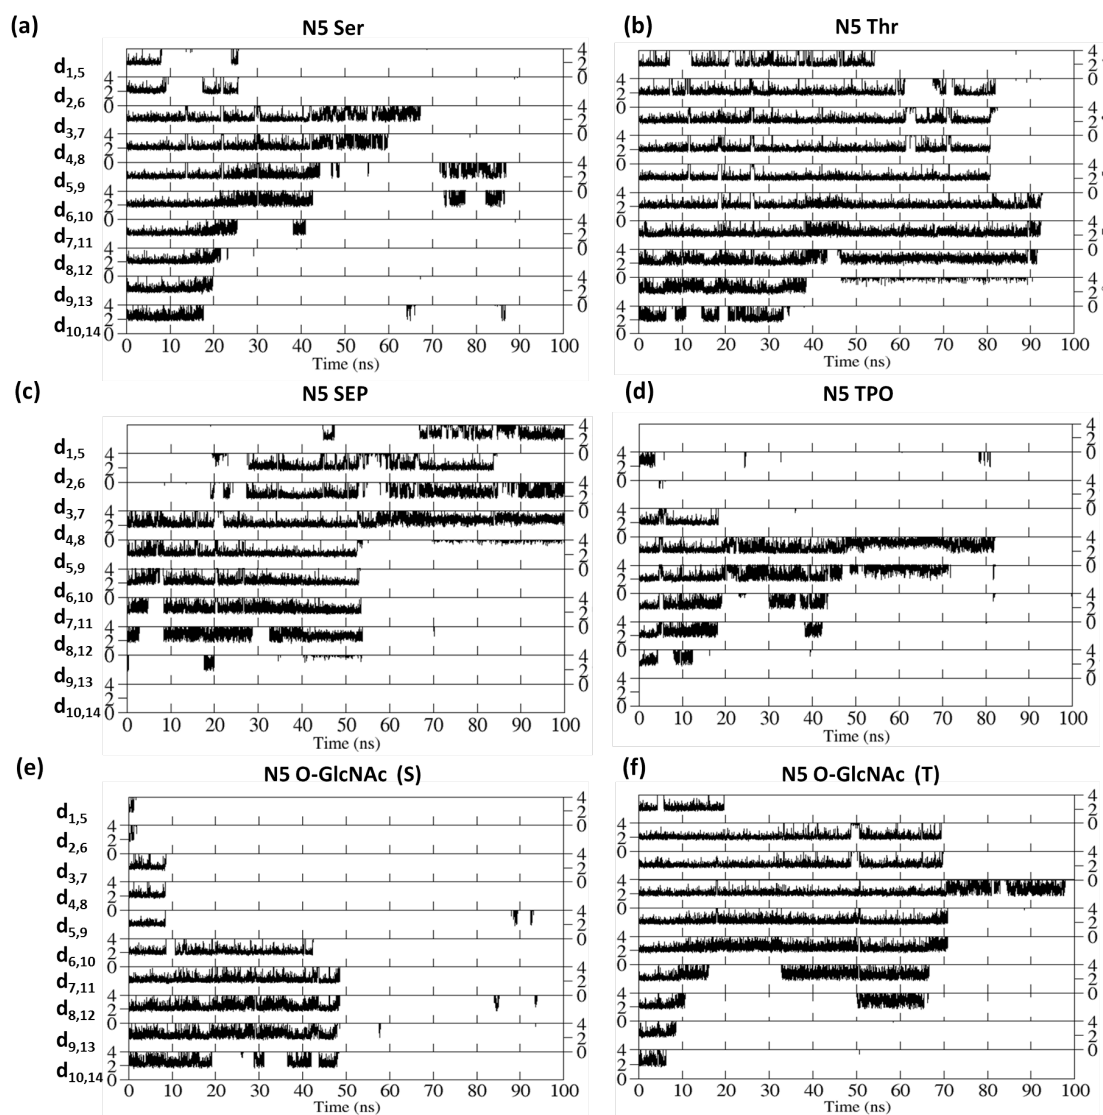 (a) N5 Ser
d1,5
d2,6
d3,7
d4,8
d5,9
d6,10
d7,11
d8,12
d9,13
d10,14
0 10 20 30 40 50 60 70 80 90 100
Time (ns)
(b) N5 Thr
0 10 20 30 40 50 60 70 80 90 100
Time (ns)
(c) N5 SEP
d1,5
d2,6
d3,7
d4,8
d5,9
d6,10
d7,11
d8,12
d9,13
d10,14
0 10 20 30 40 50 60 70 80 90 100
Time (ns)
(d) N5 TPO
0 10 20 30 40 50 60 70 80 90 100
Time (ns)
(e) N5 O-GlcNAc (S)
d1,5
d2,6
d3,7
d4,8
d5,9
d6,10
d7,11
d8,12
d9,13
d10,14
0 10 20 30 40 50 60 70 80 90 100
Time (ns)
(f) N5 O-GlcNAc (T)
0 10 20 30 40 50 60 70 80 90 100
Time (ns)